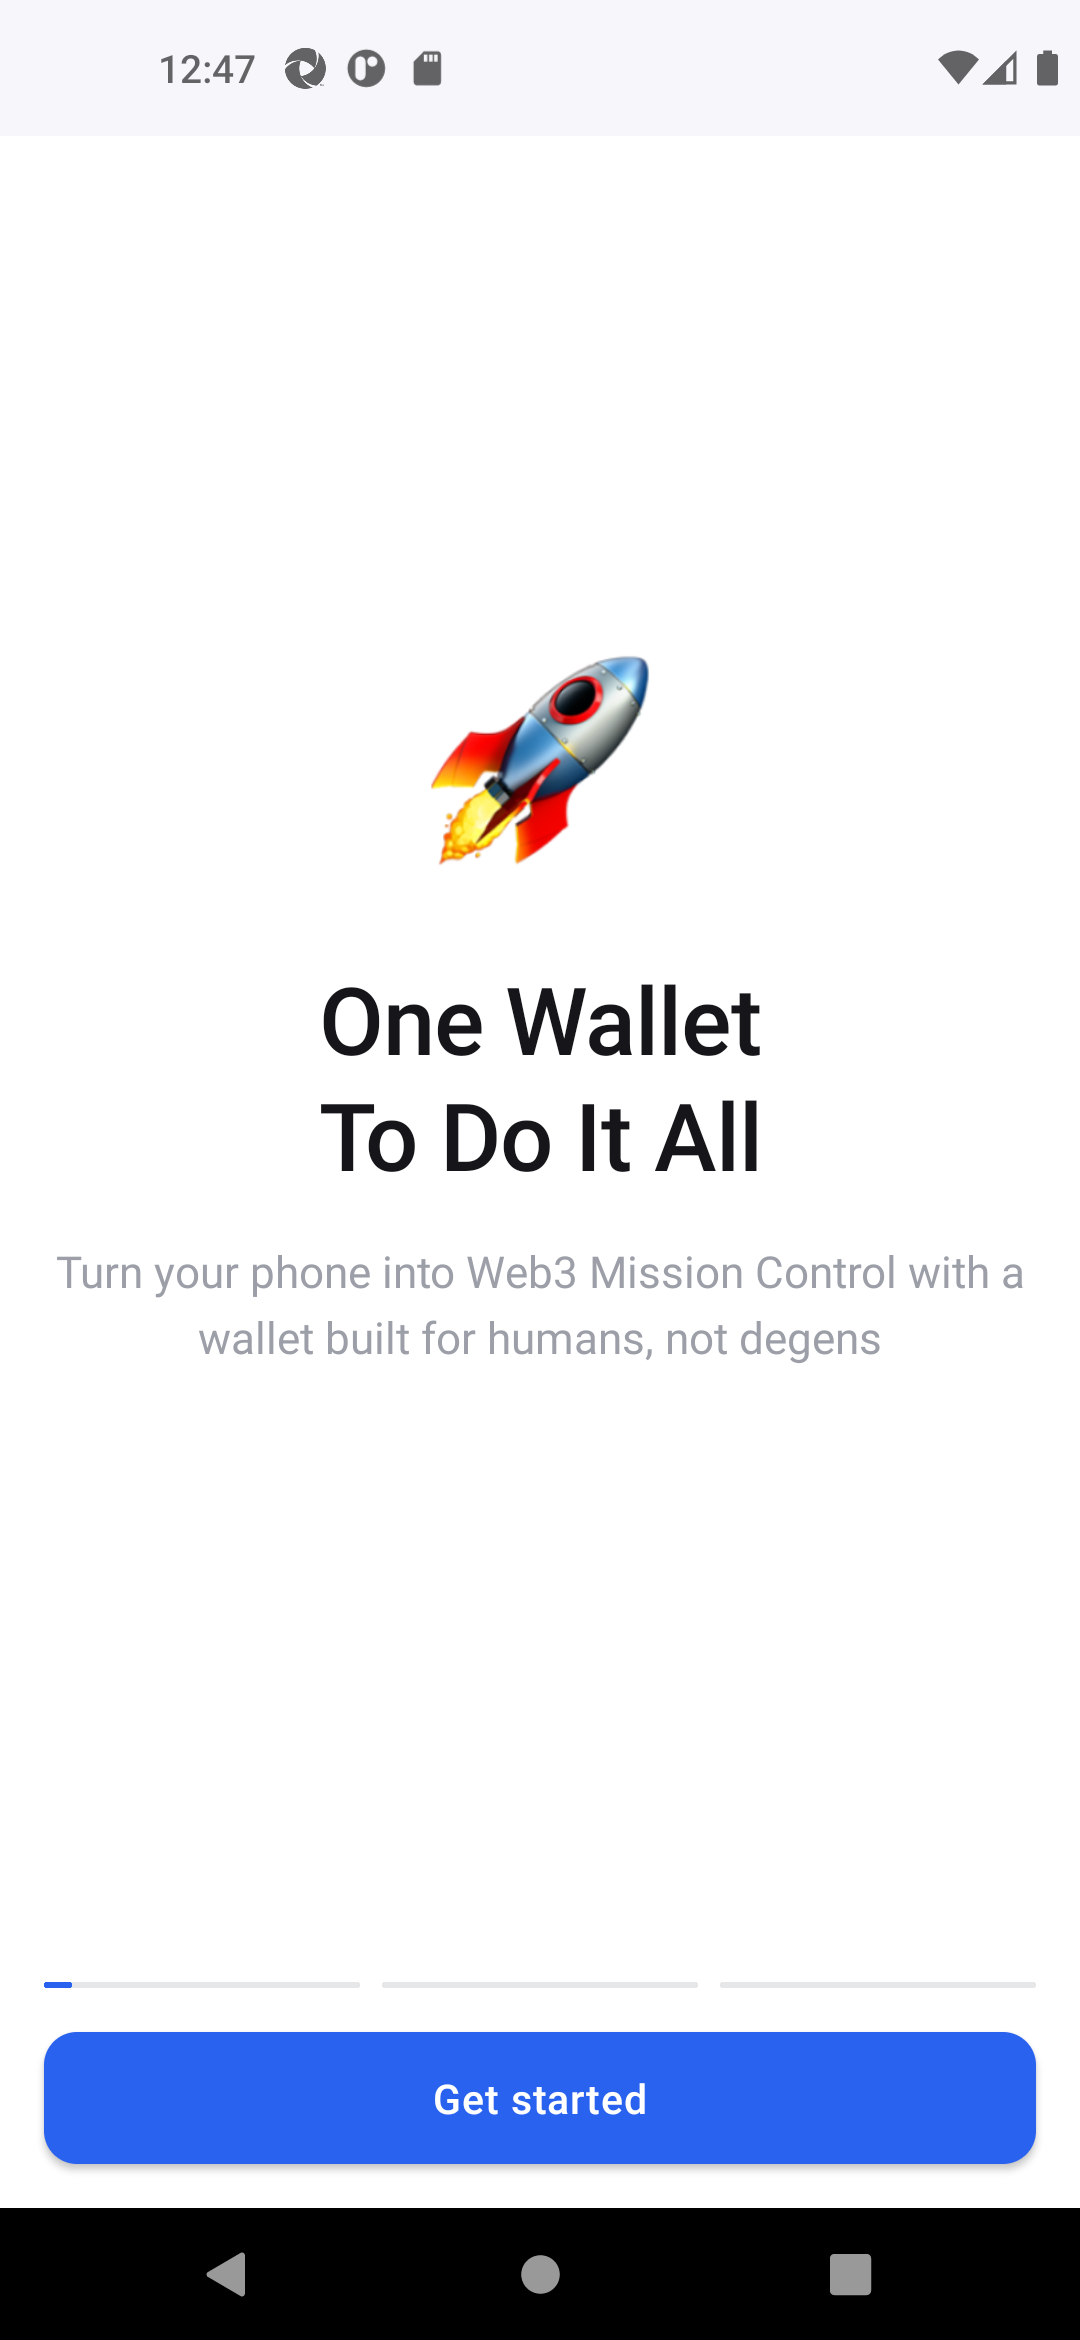 12:47
One Wallet
To Do It All
Turn your phone into Web3 Mission Control with a
wallet built for humans, not degens
Get started